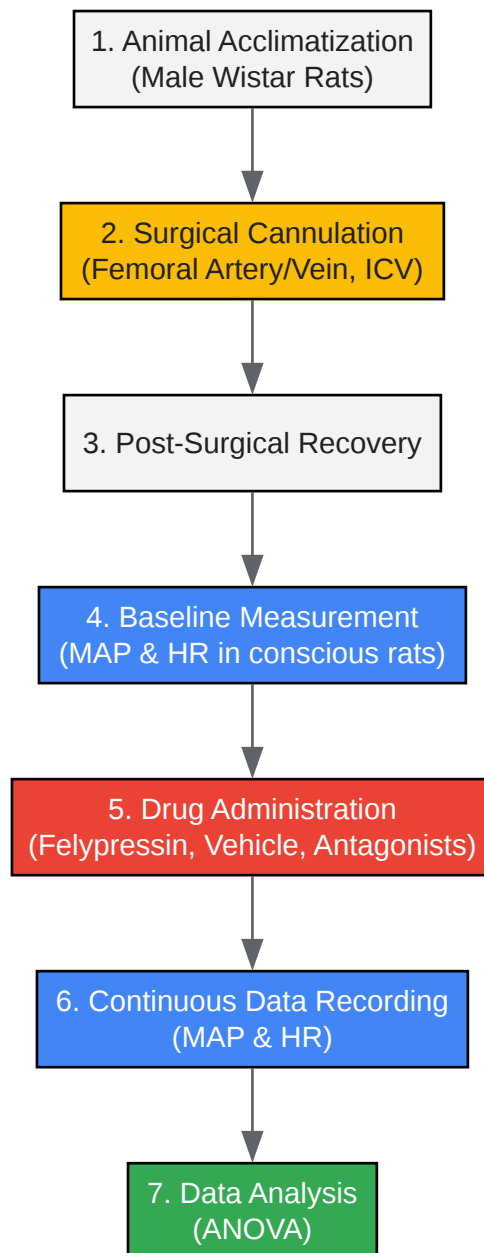 1. Animal Acclimatization
(Male Wistar Rats)
2. Surgical Cannulation
(Femoral Artery/Vein, ICV)
3. Post-Surgical Recovery
4. Baseline Measurement
(MAP & HR in conscious rats)
5. Drug Administration
(Felypressin, Vehicle, Antagonists)
6. Continuous Data Recording
(MAP & HR)
7. Data Analysis
(ANOVA)